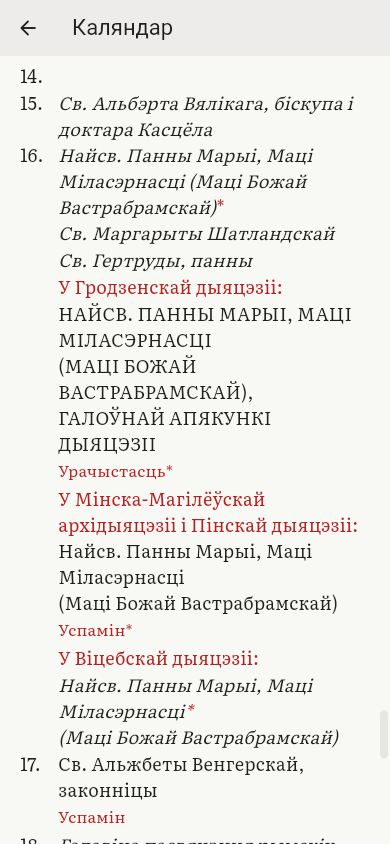 Каляндар
14.
15. Св. Альбэрта Вялікага, біскупа і
доктара Касцёла
16. Найсв. Панны Марыі, Маці
Міласэрнасці (Маці Божай
Вастрабрамскай)*
Св. Маргарыты Шатландскай
Св. Гертруды, панны
У Гродзенскай дыяцэзіі:
НАЙСВ. ПАННЫ МАРЫІ, МАЦІ
МІЛАСЭРНАСЦІ
(МАЦІ БОЖАЙ
ВАСТРАБРАМСКАЙ),
ГАЛОЎНАЙ АПЯКУНКІ
ДЫЯЦЭЗІІ
Урачыстасць*
У Мінска-Магілёўскай
архідыяцэзіі і Пінскай дыяцэзіі:
Найсв. Панны Марыі, Маці
Міласэрнасці
(Маці Божай Вастрабрамскай)
Успамін*
У Віцебскай дыяцэзіі:
Найсв. Панны Марыі, Маці
Міласэрнасці*
(Маці Божай Вастрабрамскай)
17. Св. Альжбеты Венгерскай,
законніцы
Успамін